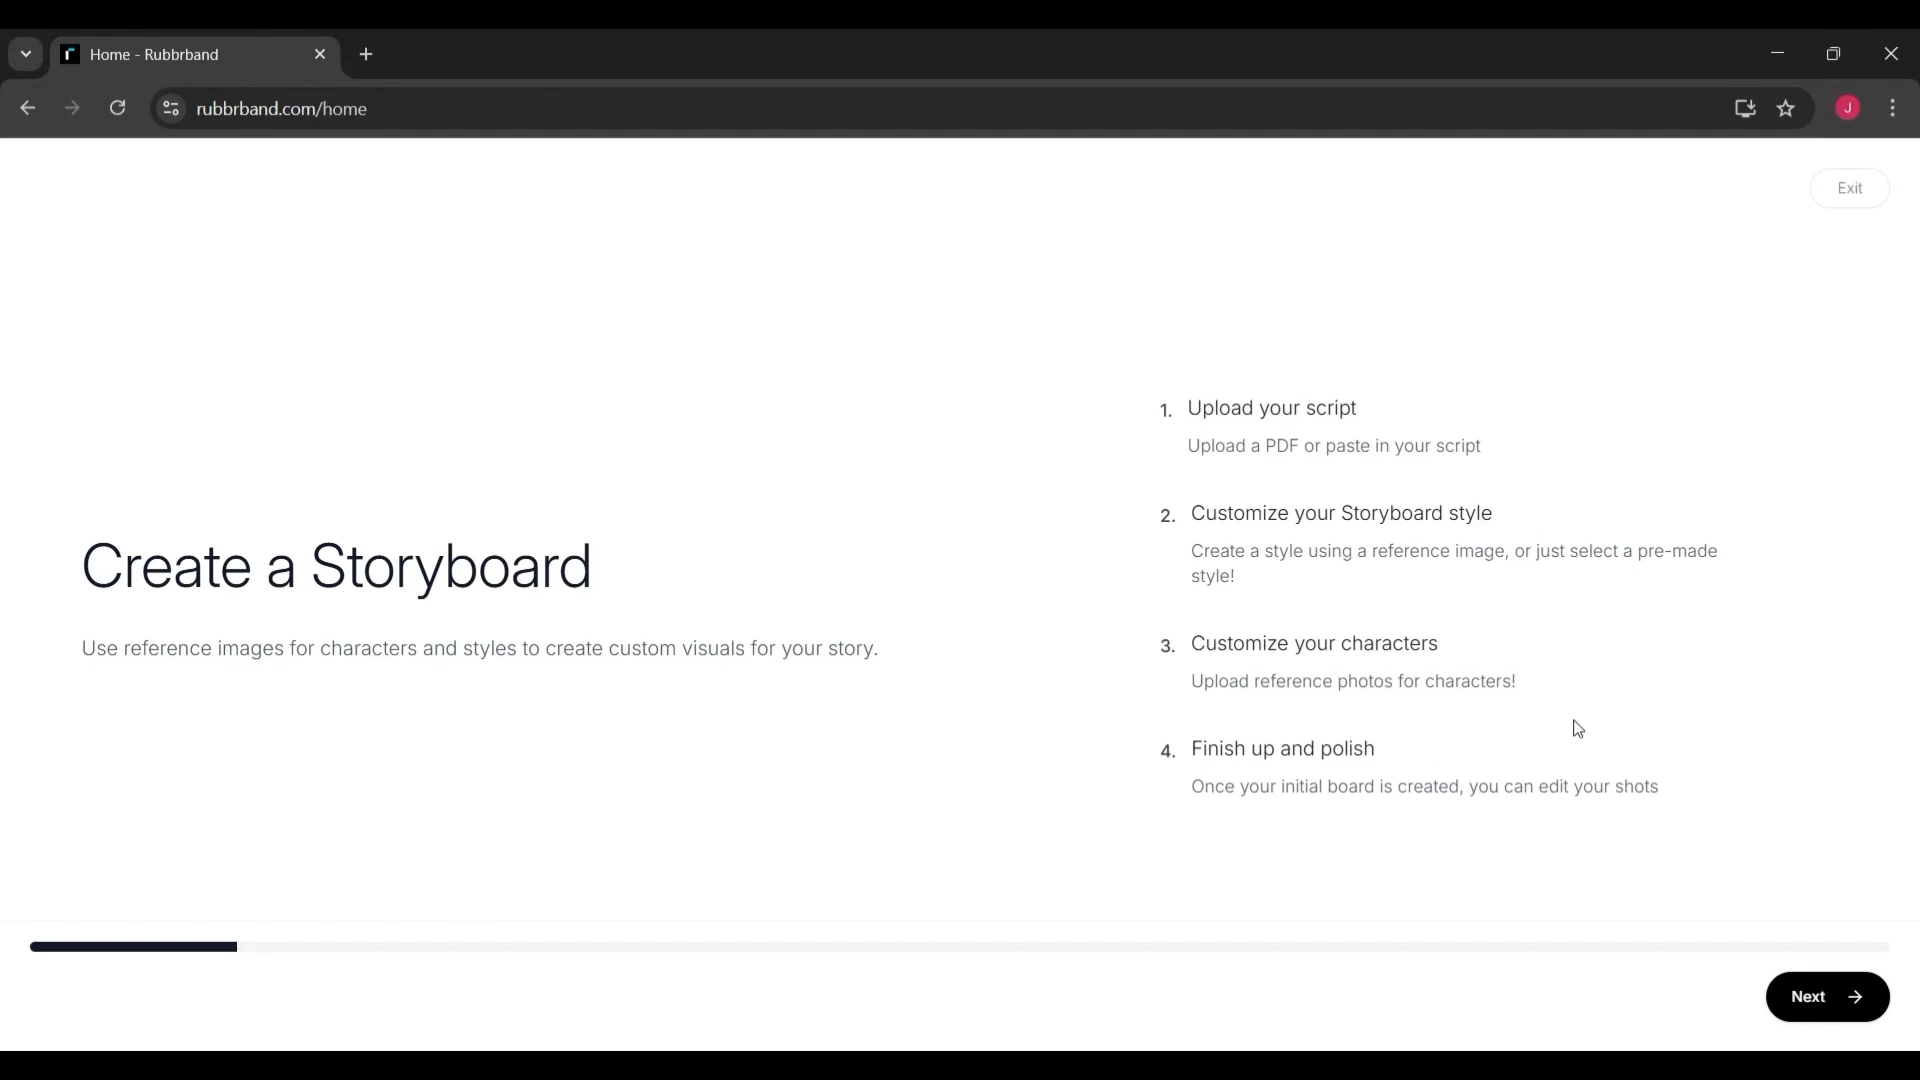 Home - Rubbrband
rubbrband.com/home
J
Exit
Create a Storyboard
Use reference images for characters and styles to create custom visuals for your story.
1. Upload your script
Upload a PDF or paste in your script
2. Customize your Storyboard style
Create a style using a reference image, or just select a pre-made
style!
3. Customize your characters
Upload reference photos for characters!
4. Finish up and polish
Once your initial board is created, you can edit your shots
Next